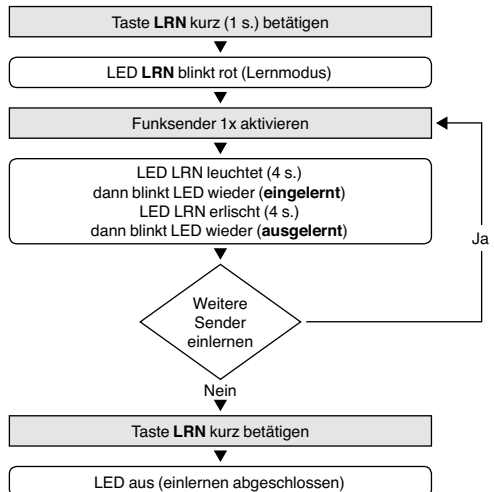 Taste LRN kurz (1 s.) betätigen
LED LRN blinkt rot (Lernmodus)
Funksender 1x aktivieren
LED LRN leuchtet (4 s.)
dann blinkt LED wieder (eingelernt)
LED LRN erlischt (4 s.)
dann blinkt LED wieder (ausgelernt)
Ja
Weitere
Sender
einlernen
Nein
Taste LRN kurz betätigen
LED aus (einlernen abgeschlossen)